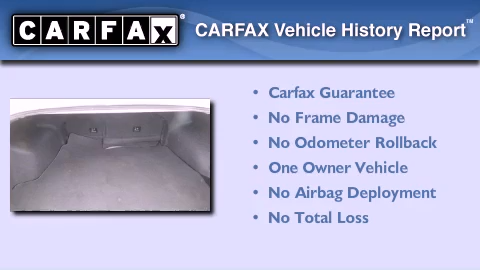 CARFAX® CARFAX Vehicle History Report™
• Carfax Guarantee
• No Frame Damage
• No Odometer Rollback
• One Owner Vehicle
• No Airbag Deployment
• No Total Loss